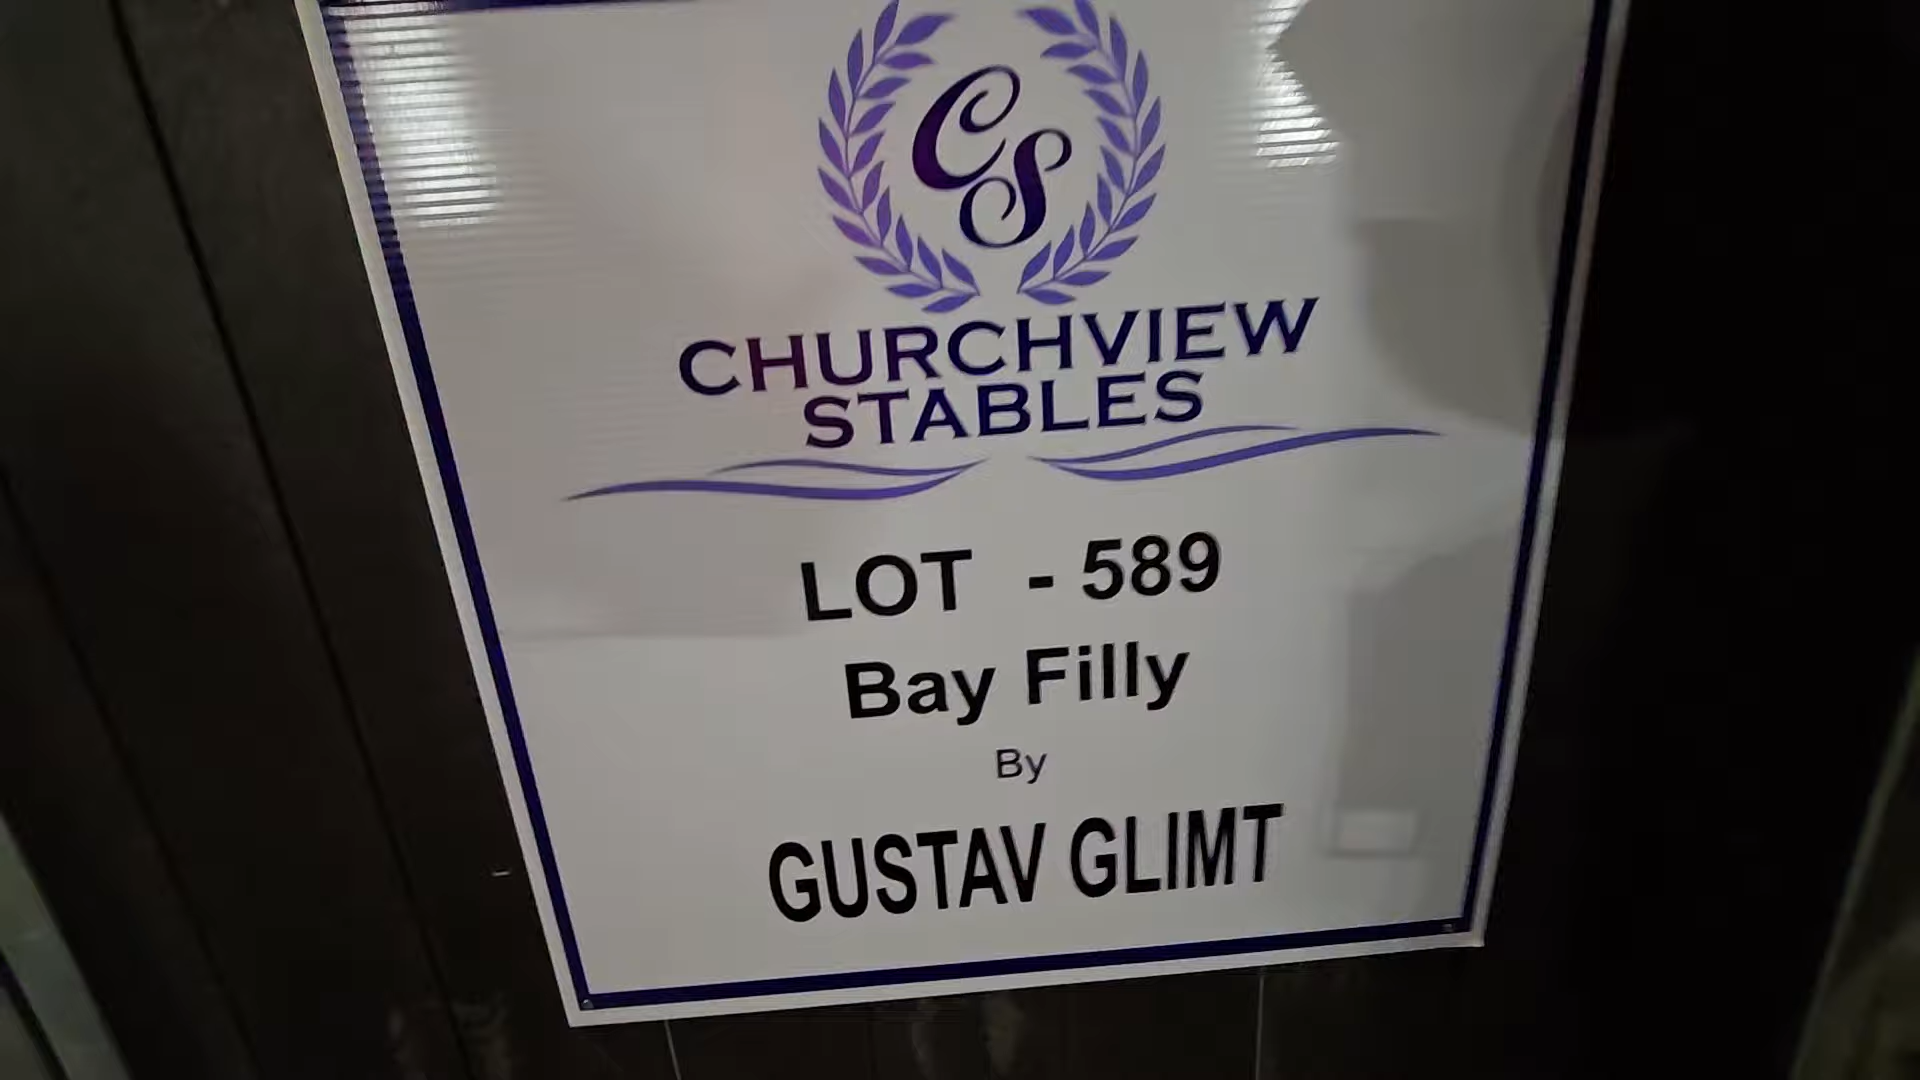 CS
CHURCHVIEW
STABLES
LOT - 589
Bay Filly
By
GUSTAV GLIMT